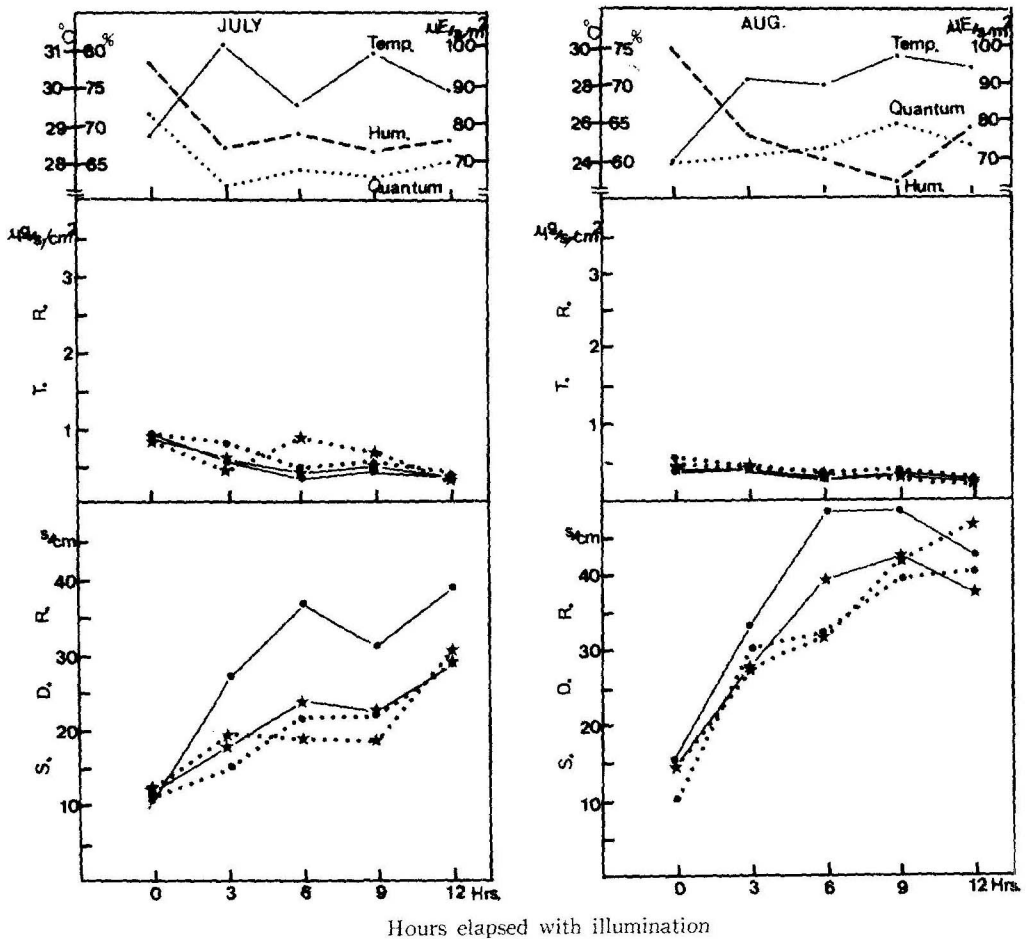 JULY
°C % µE/s/m²
Temp.
31 80 100
30 75 90
Hum.
29 70 80
28 65 70
Quantum
µg/s/cm²
3
T. R.
2
1
s/cm
40
S. D. R.
30
20
10
0 3 6 9 12 Hrs.
AUG.
°C % µE/s/m²
Temp.
30 75 100
28 70 90
Quantum
26 65 80
24 60 70
Hum.
µg/s/cm²
3
T. R.
2
1
s/cm
40
S. D. R.
30
20
10
0 3 6 9 12 Hrs.
Hours elapsed with illumination